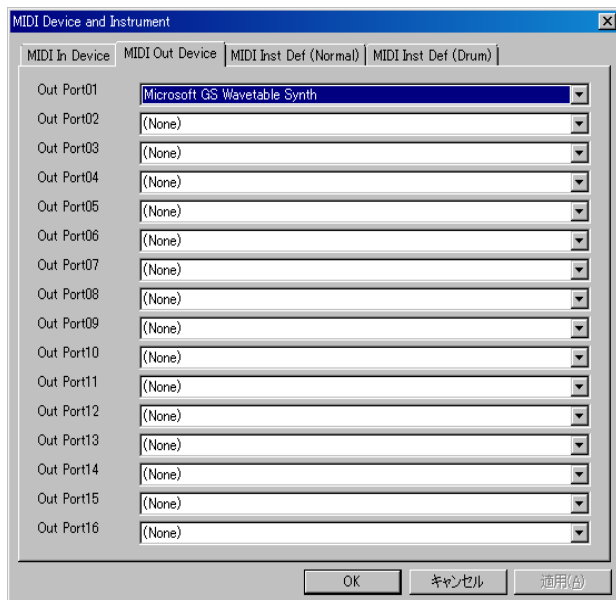 MIDI Device and Instrument
MIDI In Device MIDI Out Device MIDI Inst Def (Normal) MIDI Inst Def (Drum)
Out Port01 Microsoft GS Wavetable Synth
Out Port02 (None)
Out Port03 (None)
Out Port04 (None)
Out Port05 (None)
Out Port06 (None)
Out Port07 (None)
Out Port08 (None)
Out Port09 (None)
Out Port10 (None)
Out Port11 (None)
Out Port12 (None)
Out Port13 (None)
Out Port14 (None)
Out Port15 (None)
Out Port16 (None)
OK キャンセル 適用(A)